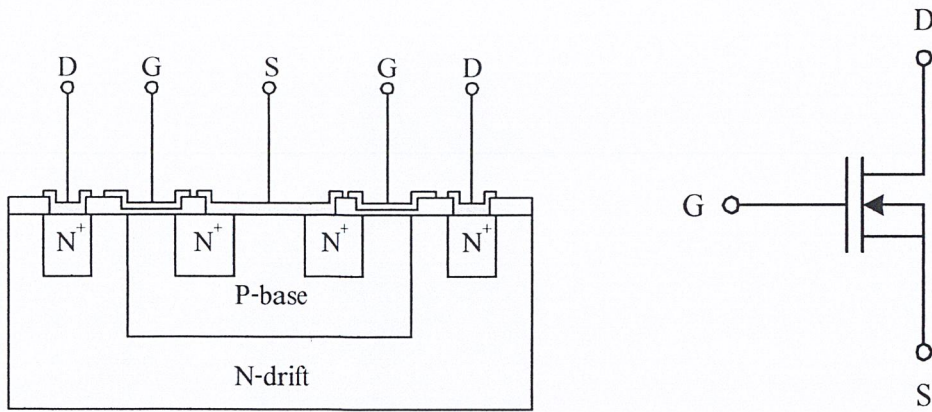 D
D G S G D
G
N+ N+ N+ N+
P-base
N-drift
S